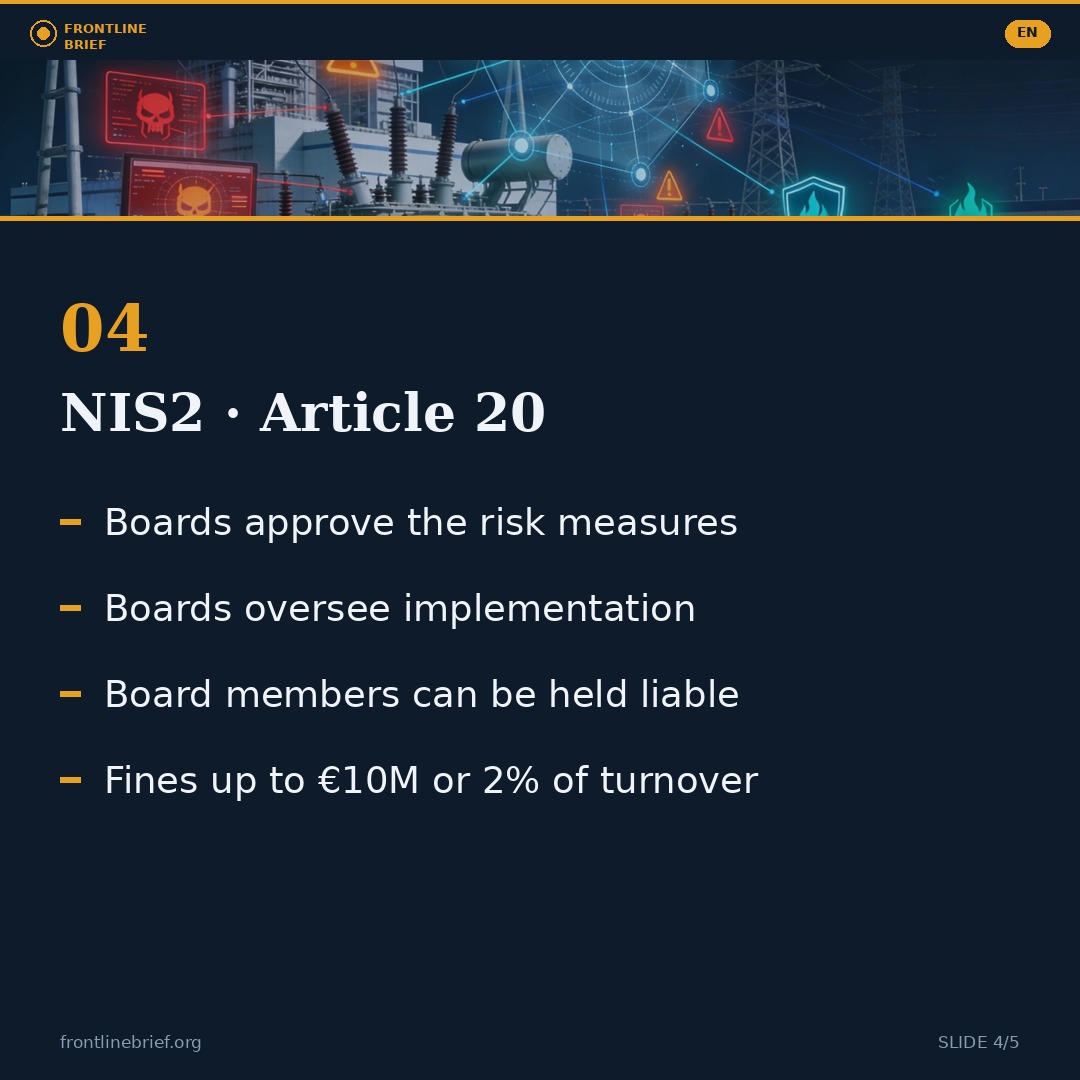 FRONTLINE
BRIEF
EN
04
NIS2 · Article 20
Boards approve the risk measures
Boards oversee implementation
Board members can be held liable
Fines up to €10M or 2% of turnover
frontlinebrief.org
SLIDE 4/5